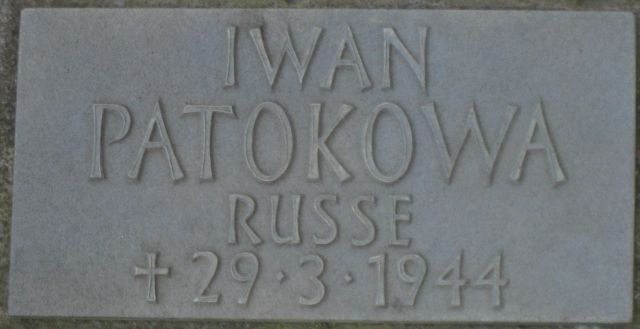 IWAN
PATOKOWA
RUSSE
✝ 29·3·1944